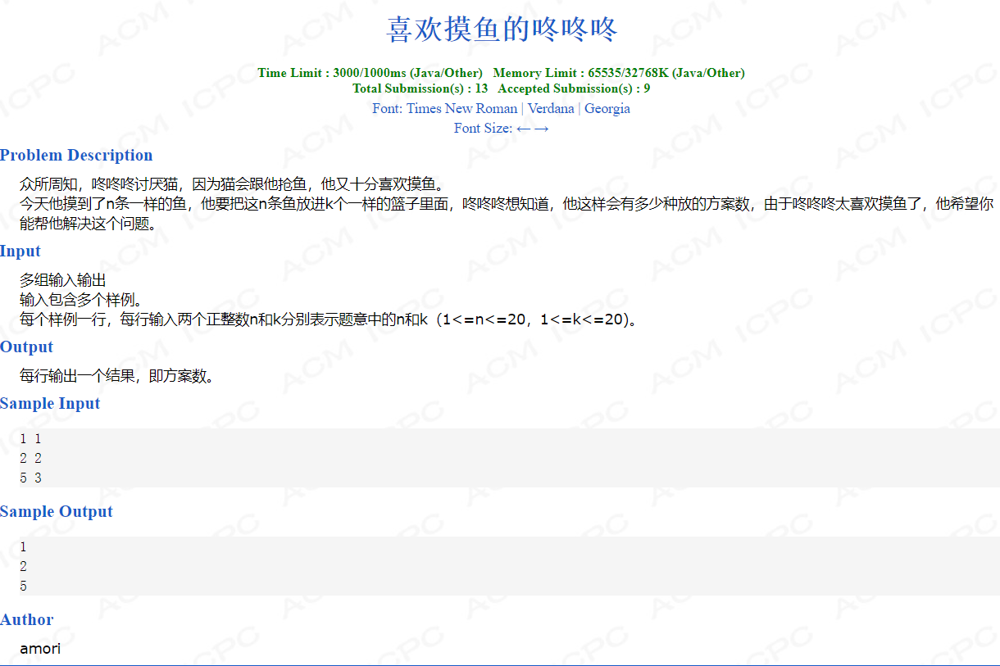 喜欢摸鱼的咚咚咚
Time Limit : 3000/1000ms (Java/Other)   Memory Limit : 65535/32768K (Java/Other)
Total Submission(s) : 13   Accepted Submission(s) : 9
Font: Times New Roman | Verdana | Georgia
Font Size: ← →
Problem Description
众所周知，咚咚咚讨厌猫，因为猫会跟他抢鱼，他又十分喜欢摸鱼。
今天他摸到了n条一样的鱼，他要把这n条鱼放进k个一样的篮子里面，咚咚咚想知道，他这样会有多少种放的方案数，由于咚咚咚太喜欢摸鱼了，他希望你
能帮他解决这个问题。
Input
多组输入输出
输入包含多个样例。
每个样例一行，每行输入两个正整数n和k分别表示题意中的n和k（1<=n<=20，1<=k<=20）。
Output
每行输出一个结果，即方案数。
Sample Input
1 1
2 2
5 3
Sample Output
1
2
5
Author
amori